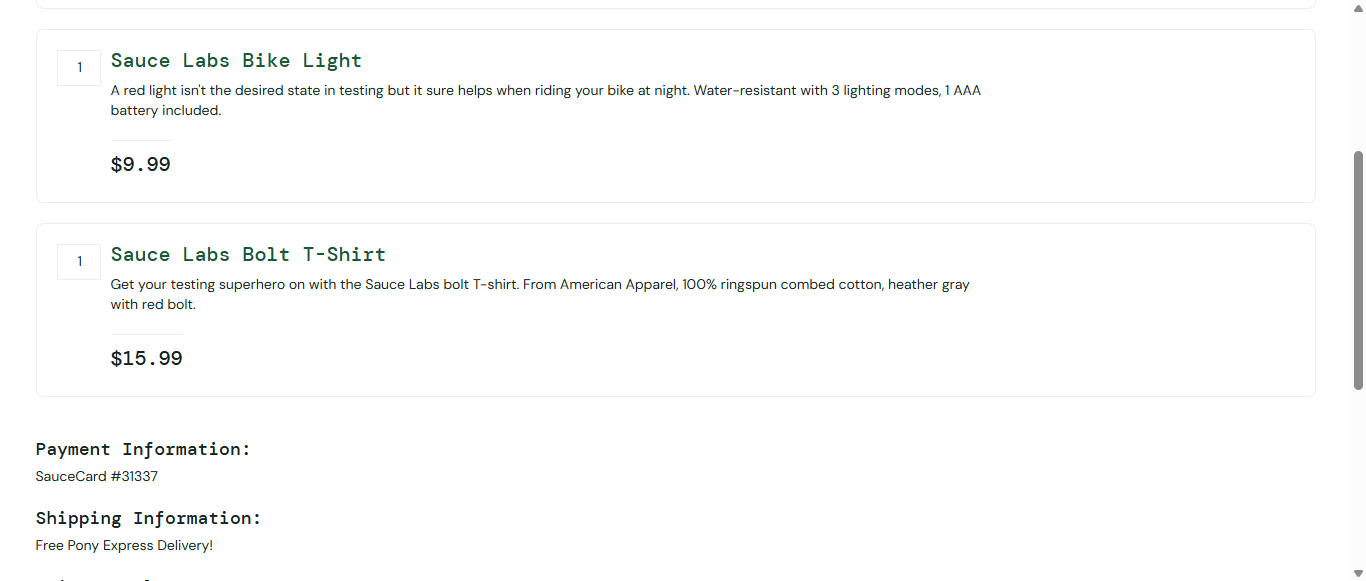 1
Sauce Labs Bike Light
A red light isn't the desired state in testing but it sure helps when riding your bike at night. Water-resistant with 3 lighting modes, 1 AAA
battery included.
$9.99
1
Sauce Labs Bolt T-Shirt
Get your testing superhero on with the Sauce Labs bolt T-shirt. From American Apparel, 100% ringspun combed cotton, heather gray
with red bolt.
$15.99
Payment Information:
SauceCard #31337
Shipping Information:
Free Pony Express Delivery!